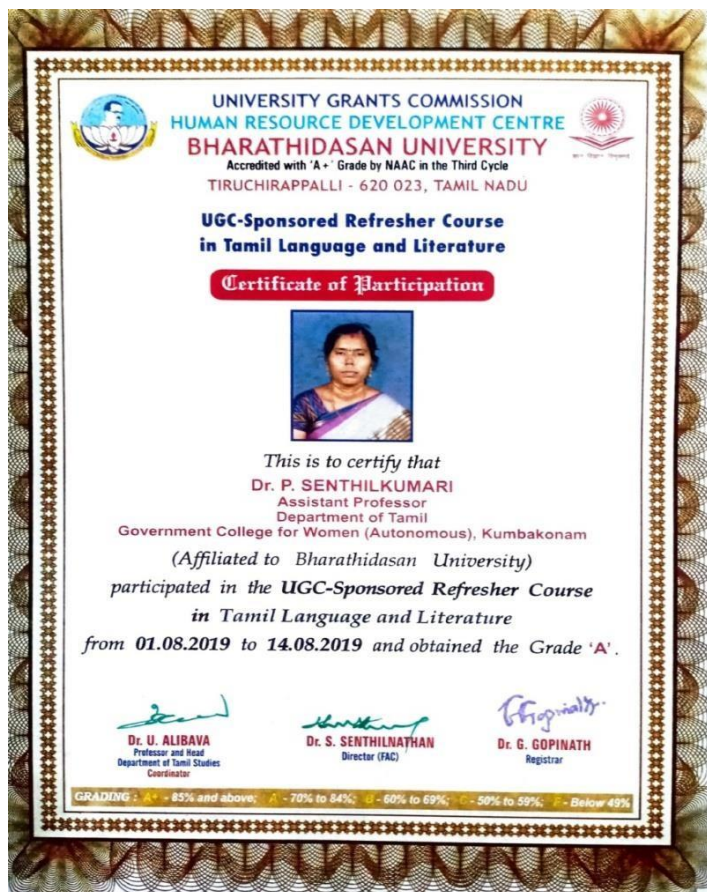 UNIVERSITY GRANTS COMMISSION
HUMAN RESOURCE DEVELOPMENT CENTRE
BHARATHIDASAN UNIVERSITY
Accredited with 'A+' Grade by NAAC in the Third Cycle
TIRUCHIRAPPALLI - 620 023, TAMIL NADU
UGC-Sponsored Refresher Course
in Tamil Language and Literature
Certificate of Participation
This is to certify that
Dr. P. SENTHILKUMARI
Assistant Professor
Department of Tamil
Government College for Women (Autonomous), Kumbakonam
(Affiliated to Bharathidasan University)
participated in the UGC-Sponsored Refresher Course
in Tamil Language and Literature
from 01.08.2019 to 14.08.2019 and obtained the Grade 'A'.
Dr. U. ALIBAVA
Professor and Head
Department of Tamil Studies
Coordinator
Dr. S. SENTHILNATHAN
Director (FAC)
Dr. G. GOPINATH
Registrar
GRADING : A+ - 85% and above; A - 70% to 84%; B - 60% to 69%; C - 50% to 59%; F - Below 49%